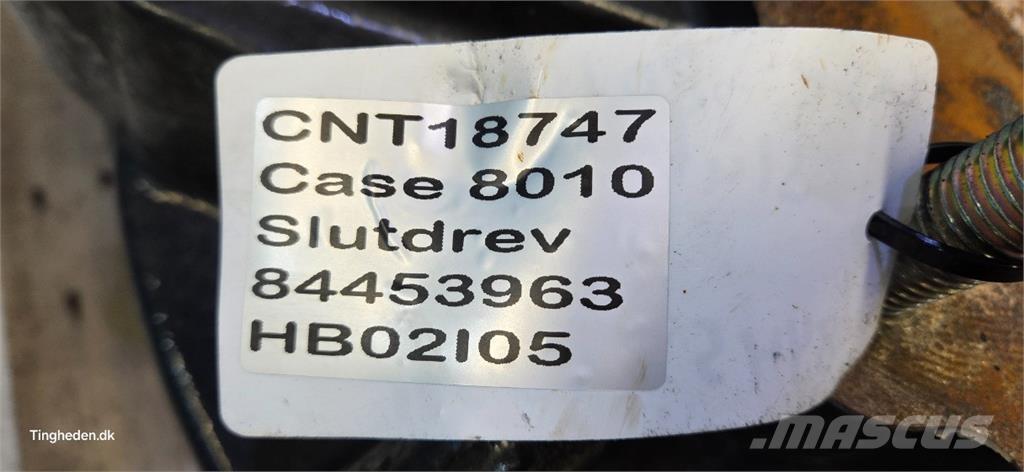 CNT18747
Case 8010
Slutdrev
84453963
HB02I05
Tingheden.dk
MASCUS